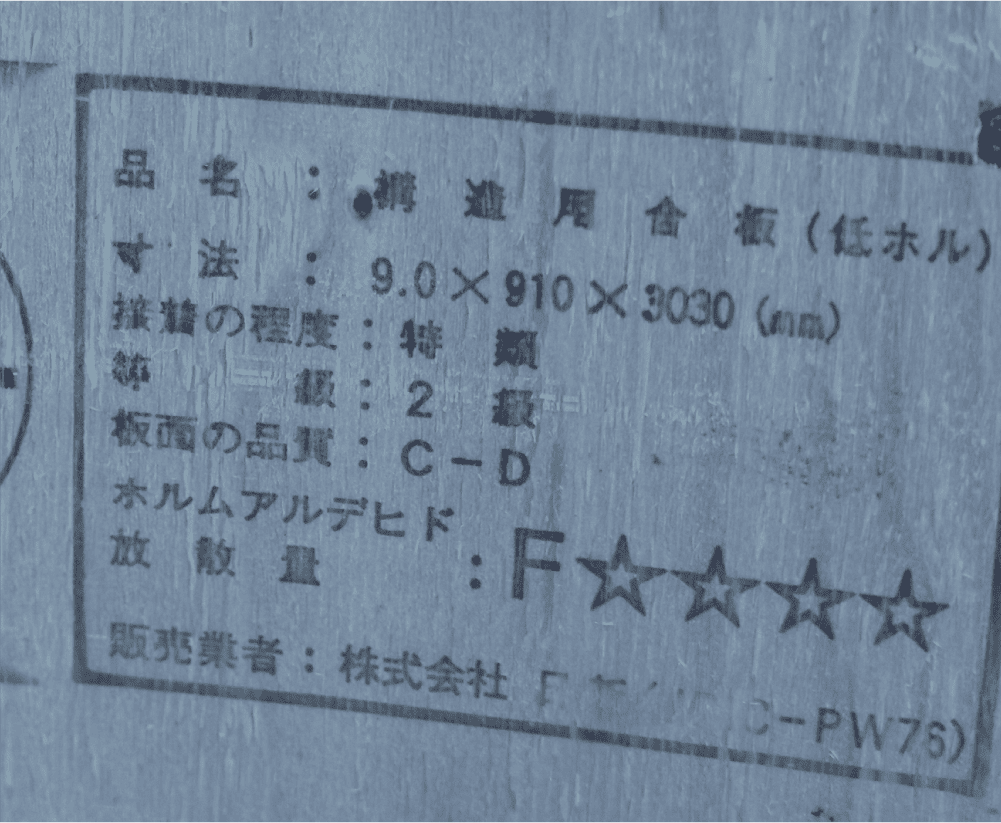 品名：構造用合板(低ホル)
寸法：9.0×910×3030(mm)
接着の程度：特類
等級：2級
板面の品質：C－D
ホルムアルデヒド
放散量：F☆☆☆☆
販売業者：株式会社 C-PW76)